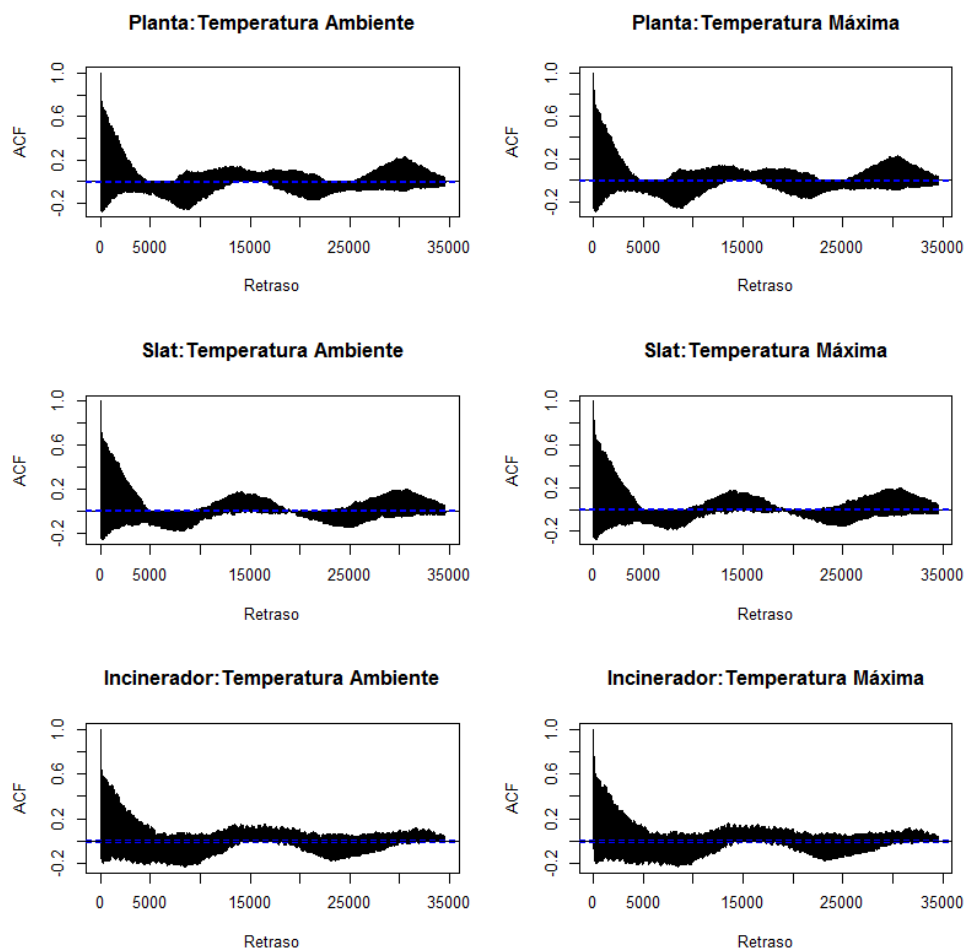 Planta:Temperatura Ambiente
ACF
-0.2 0.2 0.6 1.0
0 5000 15000 25000 35000
Retraso
Planta:Temperatura Máxima
ACF
-0.2 0.2 0.6 1.0
0 5000 15000 25000 35000
Retraso
Slat:Temperatura Ambiente
ACF
-0.2 0.2 0.6 1.0
0 5000 15000 25000 35000
Retraso
Slat:Temperatura Máxima
ACF
-0.2 0.2 0.6 1.0
0 5000 15000 25000 35000
Retraso
Incinerador:Temperatura Ambiente
ACF
-0.2 0.2 0.6 1.0
0 5000 15000 25000 35000
Retraso
Incinerador:Temperatura Máxima
ACF
-0.2 0.2 0.6 1.0
0 5000 15000 25000 35000
Retraso